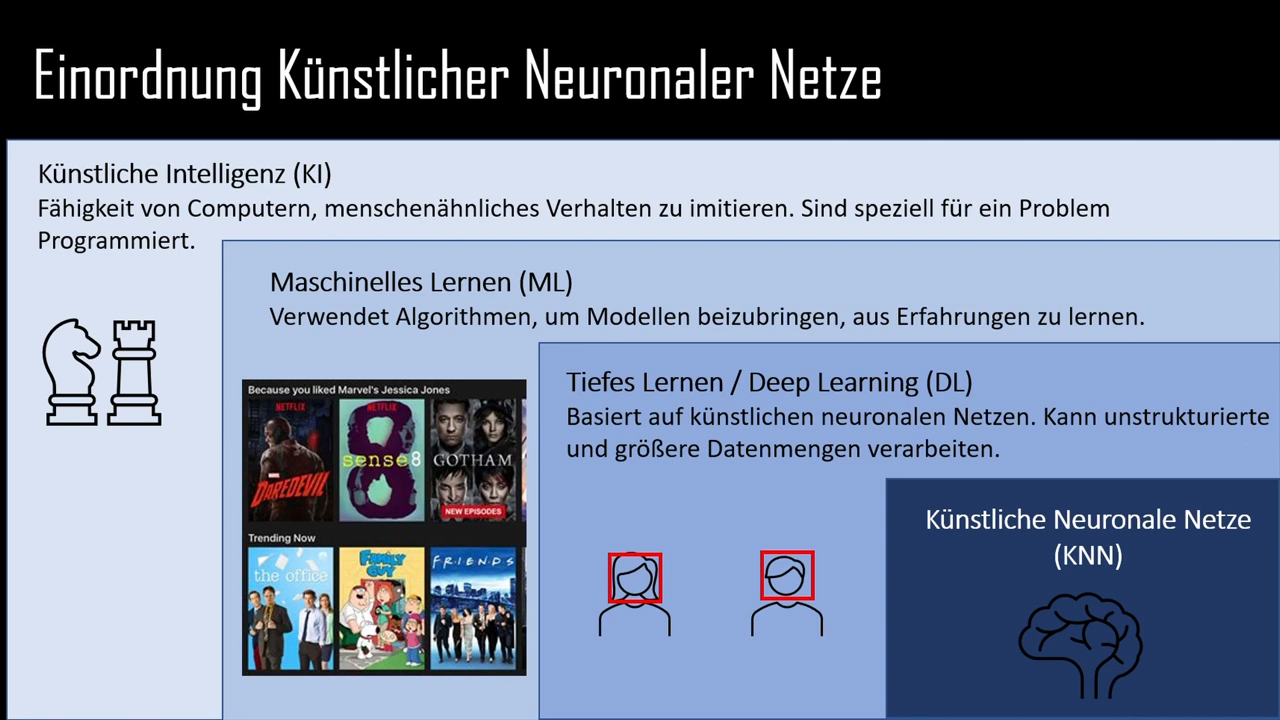 Einordnung Künstlicher Neuronaler Netze
Künstliche Intelligenz (KI)
Fähigkeit von Computern, menschenähnliches Verhalten zu imitieren. Sind speziell für ein Problem
Programmiert.
Maschinelles Lernen (ML)
Verwendet Algorithmen, um Modellen beizubringen, aus Erfahrungen zu lernen.
Because you liked Marvel's Jessica Jones
NETFLIX
MARVEL
DAREDEVIL
NETFLIX
sense8
GOTHAM
NEW EPISODES
Trending Now
the office
FAMILY GUY
FRIENDS
Tiefes Lernen / Deep Learning (DL)
Basiert auf künstlichen neuronalen Netzen. Kann unstrukturierte
und größere Datenmengen verarbeiten.
Künstliche Neuronale Netze
(KNN)